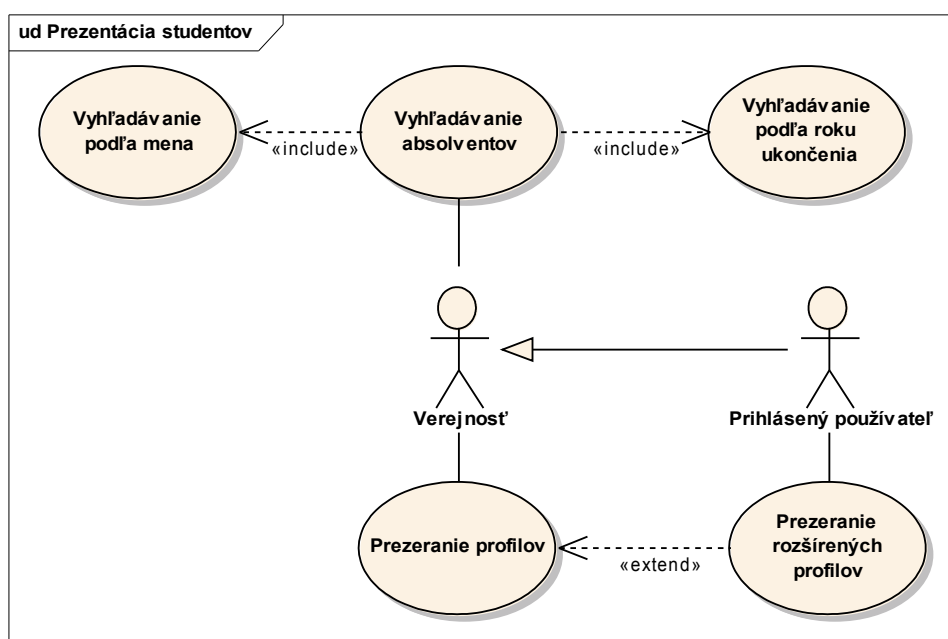 ud Prezentácia studentov
Vyhľadávanie
podľa mena
«include»
Vyhľadávanie
absolventov
«include»
Vyhľadávanie
podľa roku
ukončenia
Verejnosť
Prihlásený používateľ
Prezeranie profilov
«extend»
Prezeranie
rozšírených
profilov